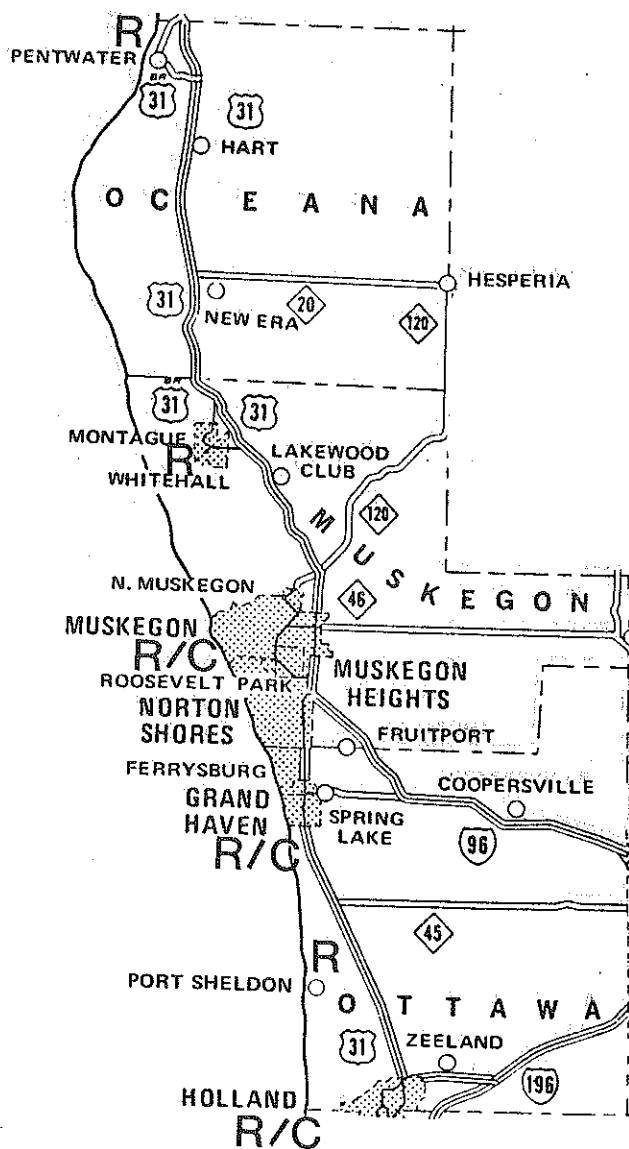 R
PENTWATER
BR
31
31
HART
O C E A N A
HESPERIA
31
NEW ERA
20
120
BR
31
31
MONTAGUE
R
WHITEHALL
LAKEWOOD
CLUB
120
MUSKEGON
N. MUSKEGON
46
MUSKEGON
R/C
ROOSEVELT PARK
MUSKEGON
HEIGHTS
NORTON
SHORES
FRUITPORT
FERRYSBURG
COOPERSVILLE
GRAND
HAVEN
SPRING
LAKE
R/C
96
45
R
PORT SHELDON
O T T A W A
31
ZEELAND
196
HOLLAND
R/C